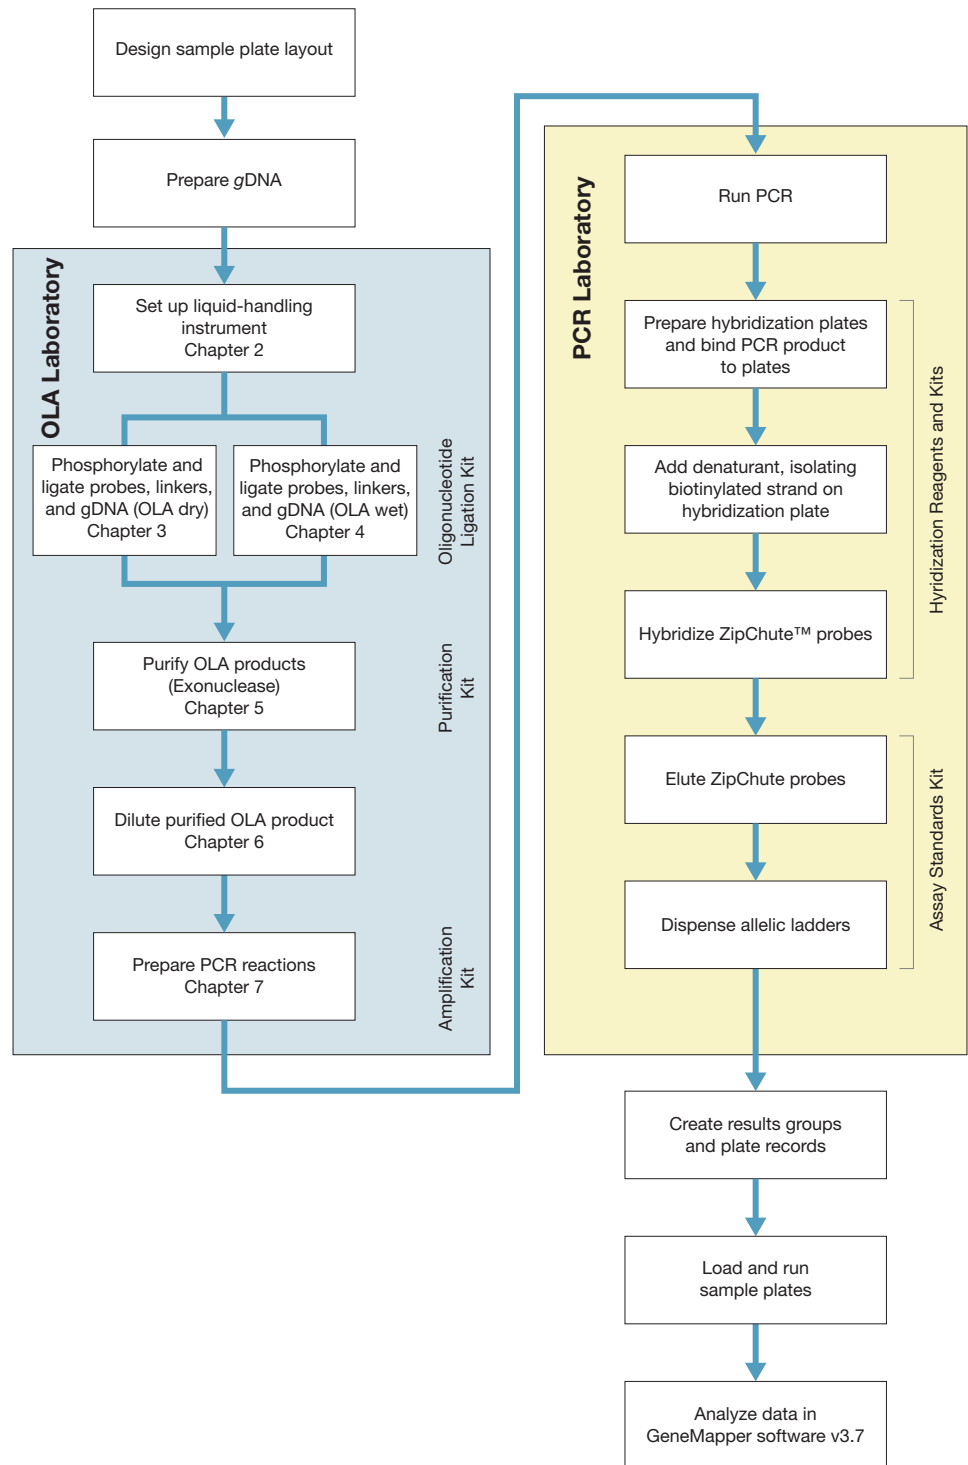 Design sample plate layout
Prepare gDNA
OLA Laboratory
Set up liquid-handling
instrument
Chapter 2
Phosphorylate and
ligate probes, linkers,
and gDNA (OLA dry)
Chapter 3
Phosphorylate and
ligate probes, linkers,
and gDNA (OLA wet)
Chapter 4
Oligonucleotide
Ligation Kit
Purify OLA products
(Exonuclease)
Chapter 5
Purification
Kit
Dilute purified OLA product
Chapter 6
Prepare PCR reactions
Chapter 7
Amplification
Kit
PCR Laboratory
Run PCR
Prepare hybridization plates
and bind PCR product
to plates
Add denaturant, isolating
biotinylated strand on
hybridization plate
Hybridize ZipChute™ probes
Hyridization Reagents and Kits
Elute ZipChute probes
Dispense allelic ladders
Assay Standards Kit
Create results groups
and plate records
Load and run
sample plates
Analyze data in
GeneMapper software v3.7